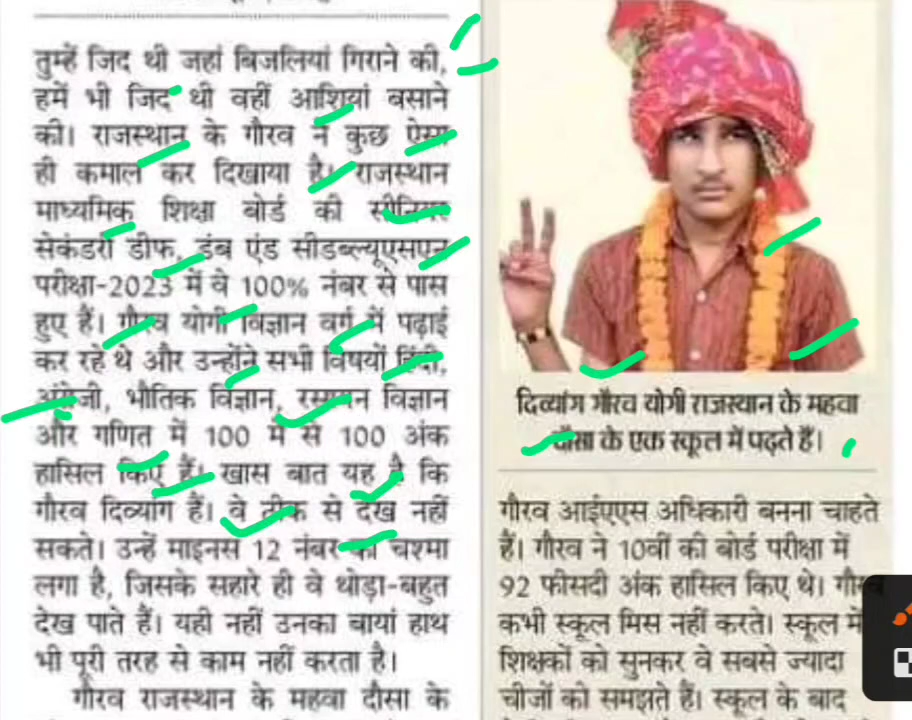 तुम्हें जिद थी जहां बिजलियां गिराने की,
हमें भी जिद थी वहीं आशियां बसाने
की। राजस्थान के गौरव ने कुछ ऐसा
ही कमाल कर दिखाया है। राजस्थान
माध्यमिक शिक्षा बोर्ड की सीनियर
सेकंडरी डीफ, डंब एंड सीडब्ल्यूएसएन
परीक्षा-2023 में वे 100% नंबर से पास
हुए हैं। गौरव योगी विज्ञान वर्ग में पढ़ाई
कर रहे थे और उन्होंने सभी विषयों हिंदी,
अंग्रेजी, भौतिक विज्ञान, रसायन विज्ञान
और गणित में 100 में से 100 अंक
हासिल किए हैं। खास बात यह है कि
गौरव दिव्यांग हैं। वे ठीक से देख नहीं
सकते। उन्हें माइनस 12 नंबर का चश्मा
लगा है, जिसके सहारे ही वे थोड़ा-बहुत
देख पाते हैं। यही नहीं उनका बायां हाथ
भी पूरी तरह से काम नहीं करता है।
गौरव राजस्थान के महवा दौसा के
दिव्यांग गौरव योगी राजस्थान के महवा
दौसा के एक स्कूल में पढ़ते हैं।
गौरव आईएएस अधिकारी बनना चाहते
हैं। गौरव ने 10वीं की बोर्ड परीक्षा में
92 फीसदी अंक हासिल किए थे। गौरव
कभी स्कूल मिस नहीं करते। स्कूल में
शिक्षकों को सुनकर वे सबसे ज्यादा
चीजों को समझते हैं। स्कूल के बाद